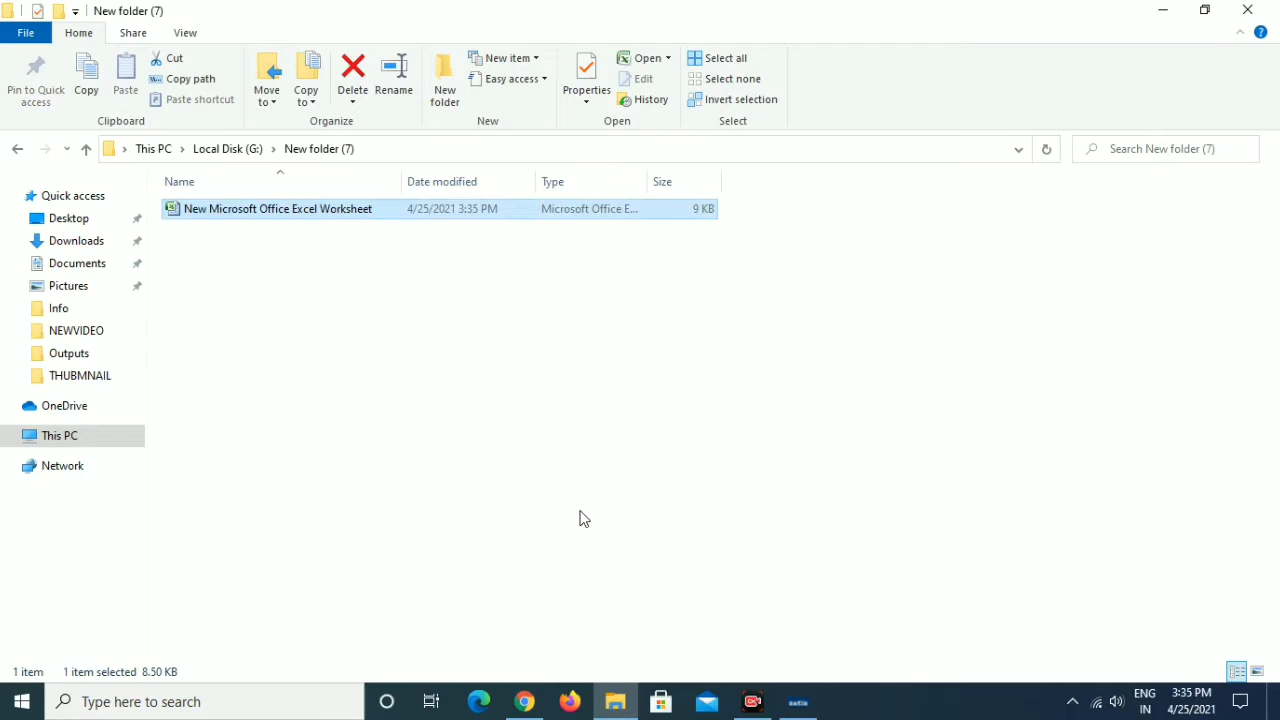 New folder (7)
File Home Share View
Pin to Quick access
Copy
Paste
Cut
Copy path
Paste shortcut
Clipboard
Move to
Copy to
Delete
Rename
Organize
New folder
New item
Easy access
New
Properties
Open
Edit
History
Open
Select all
Select none
Invert selection
Select
This PC > Local Disk (G:) > New folder (7)
Search New folder (7)
Name Date modified Type Size
New Microsoft Office Excel Worksheet 4/25/2021 3:35 PM Microsoft Office E... 9 KB
Quick access
Desktop
Downloads
Documents
Pictures
Info
NEWVIDEO
Outputs
THUBMNAIL
OneDrive
This PC
Network
1 item 1 item selected 8.50 KB
Type here to search
ENG
IN
3:35 PM
4/25/2021